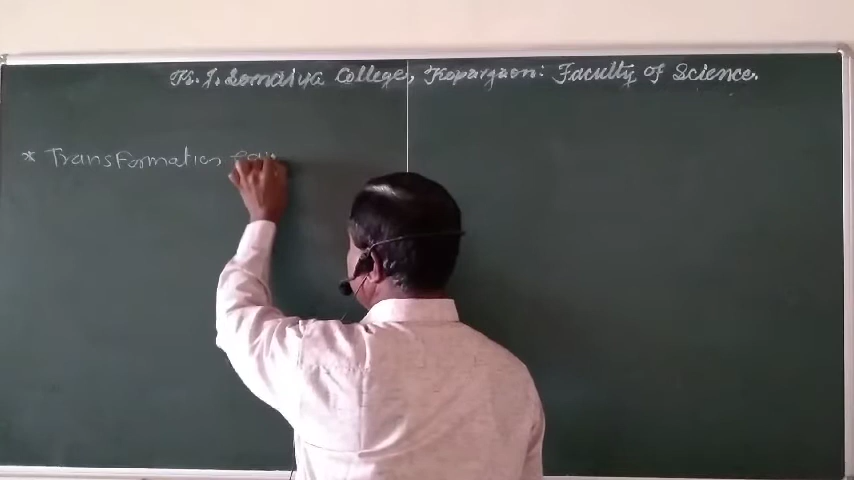 K. J. Somaiya College, Kopargaon: Faculty of Science.
* Transformation